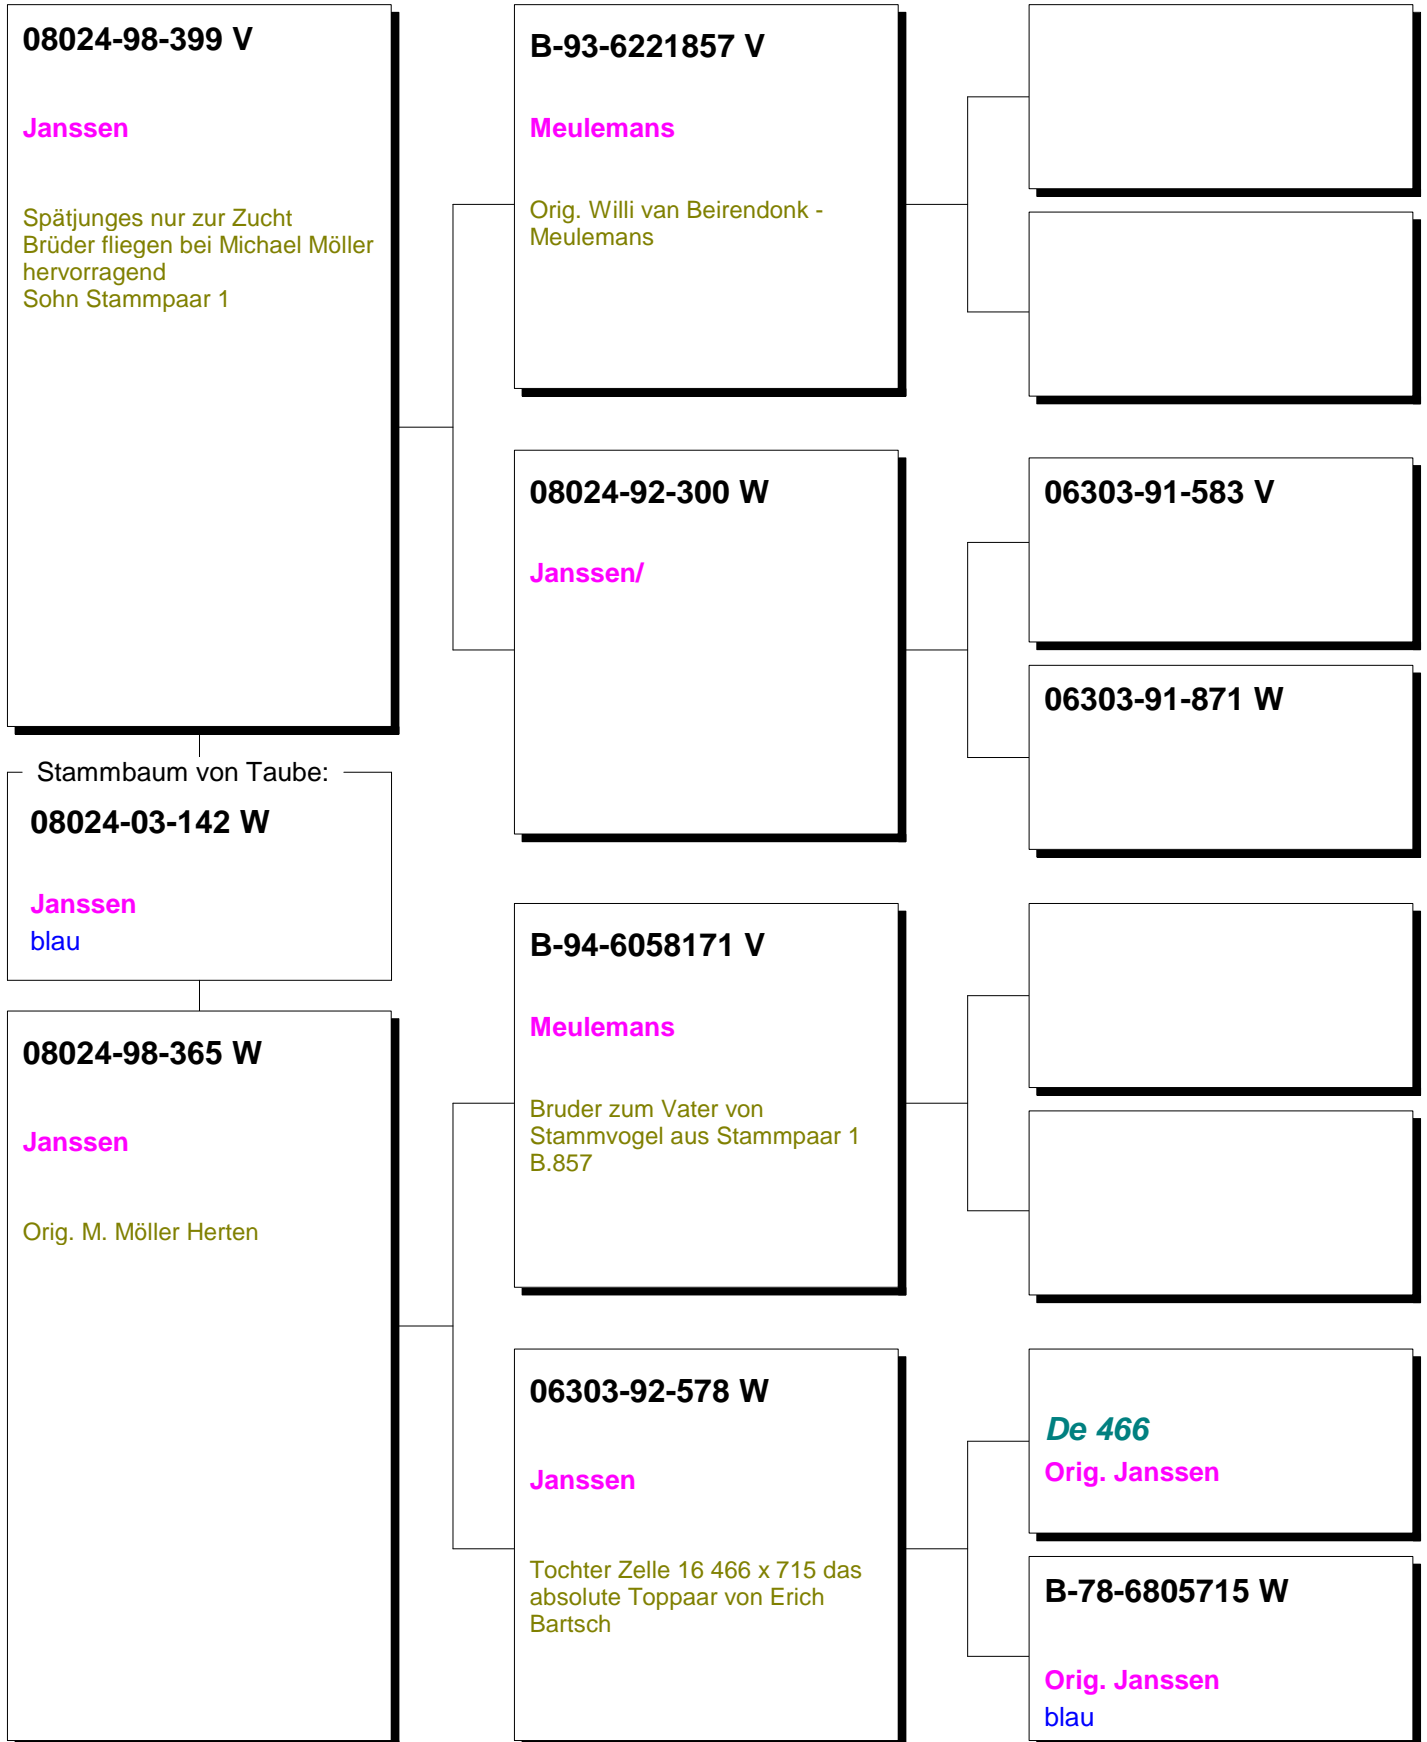 08024-98-399 V
Janssen
Spätjunges nur zur Zucht
Brüder fliegen bei Michael Möller
hervorragend
Sohn Stammpaar 1
Stammbaum von Taube:
08024-03-142 W
Janssen
blau
08024-98-365 W
Janssen
Orig. M. Möller Herten
B-93-6221857 V
Meulemans
Orig. Willi van Beirendonk -
Meulemans
08024-92-300 W
Janssen/
B-94-6058171 V
Meulemans
Bruder zum Vater von
Stammvogel aus Stammpaar 1
B.857
06303-92-578 W
Janssen
Tochter Zelle 16 466 x 715 das
absolute Toppaar von Erich
Bartsch
06303-91-583 V
06303-91-871 W
De 466
Orig. Janssen
B-78-6805715 W
Orig. Janssen
blau